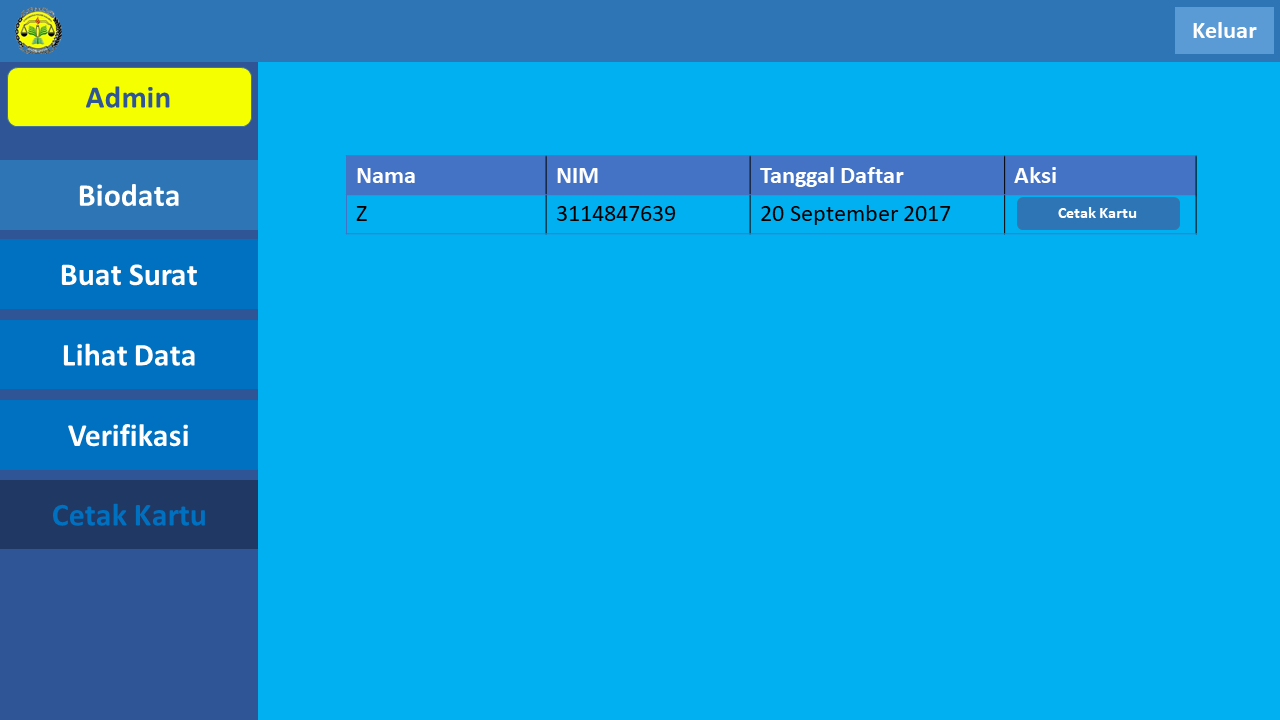 Keluar
Admin
Biodata
Buat Surat
Lihat Data
Verifikasi
Cetak Kartu
Nama NIM Tanggal Daftar Aksi
Z 3114847639 20 September 2017 Cetak Kartu